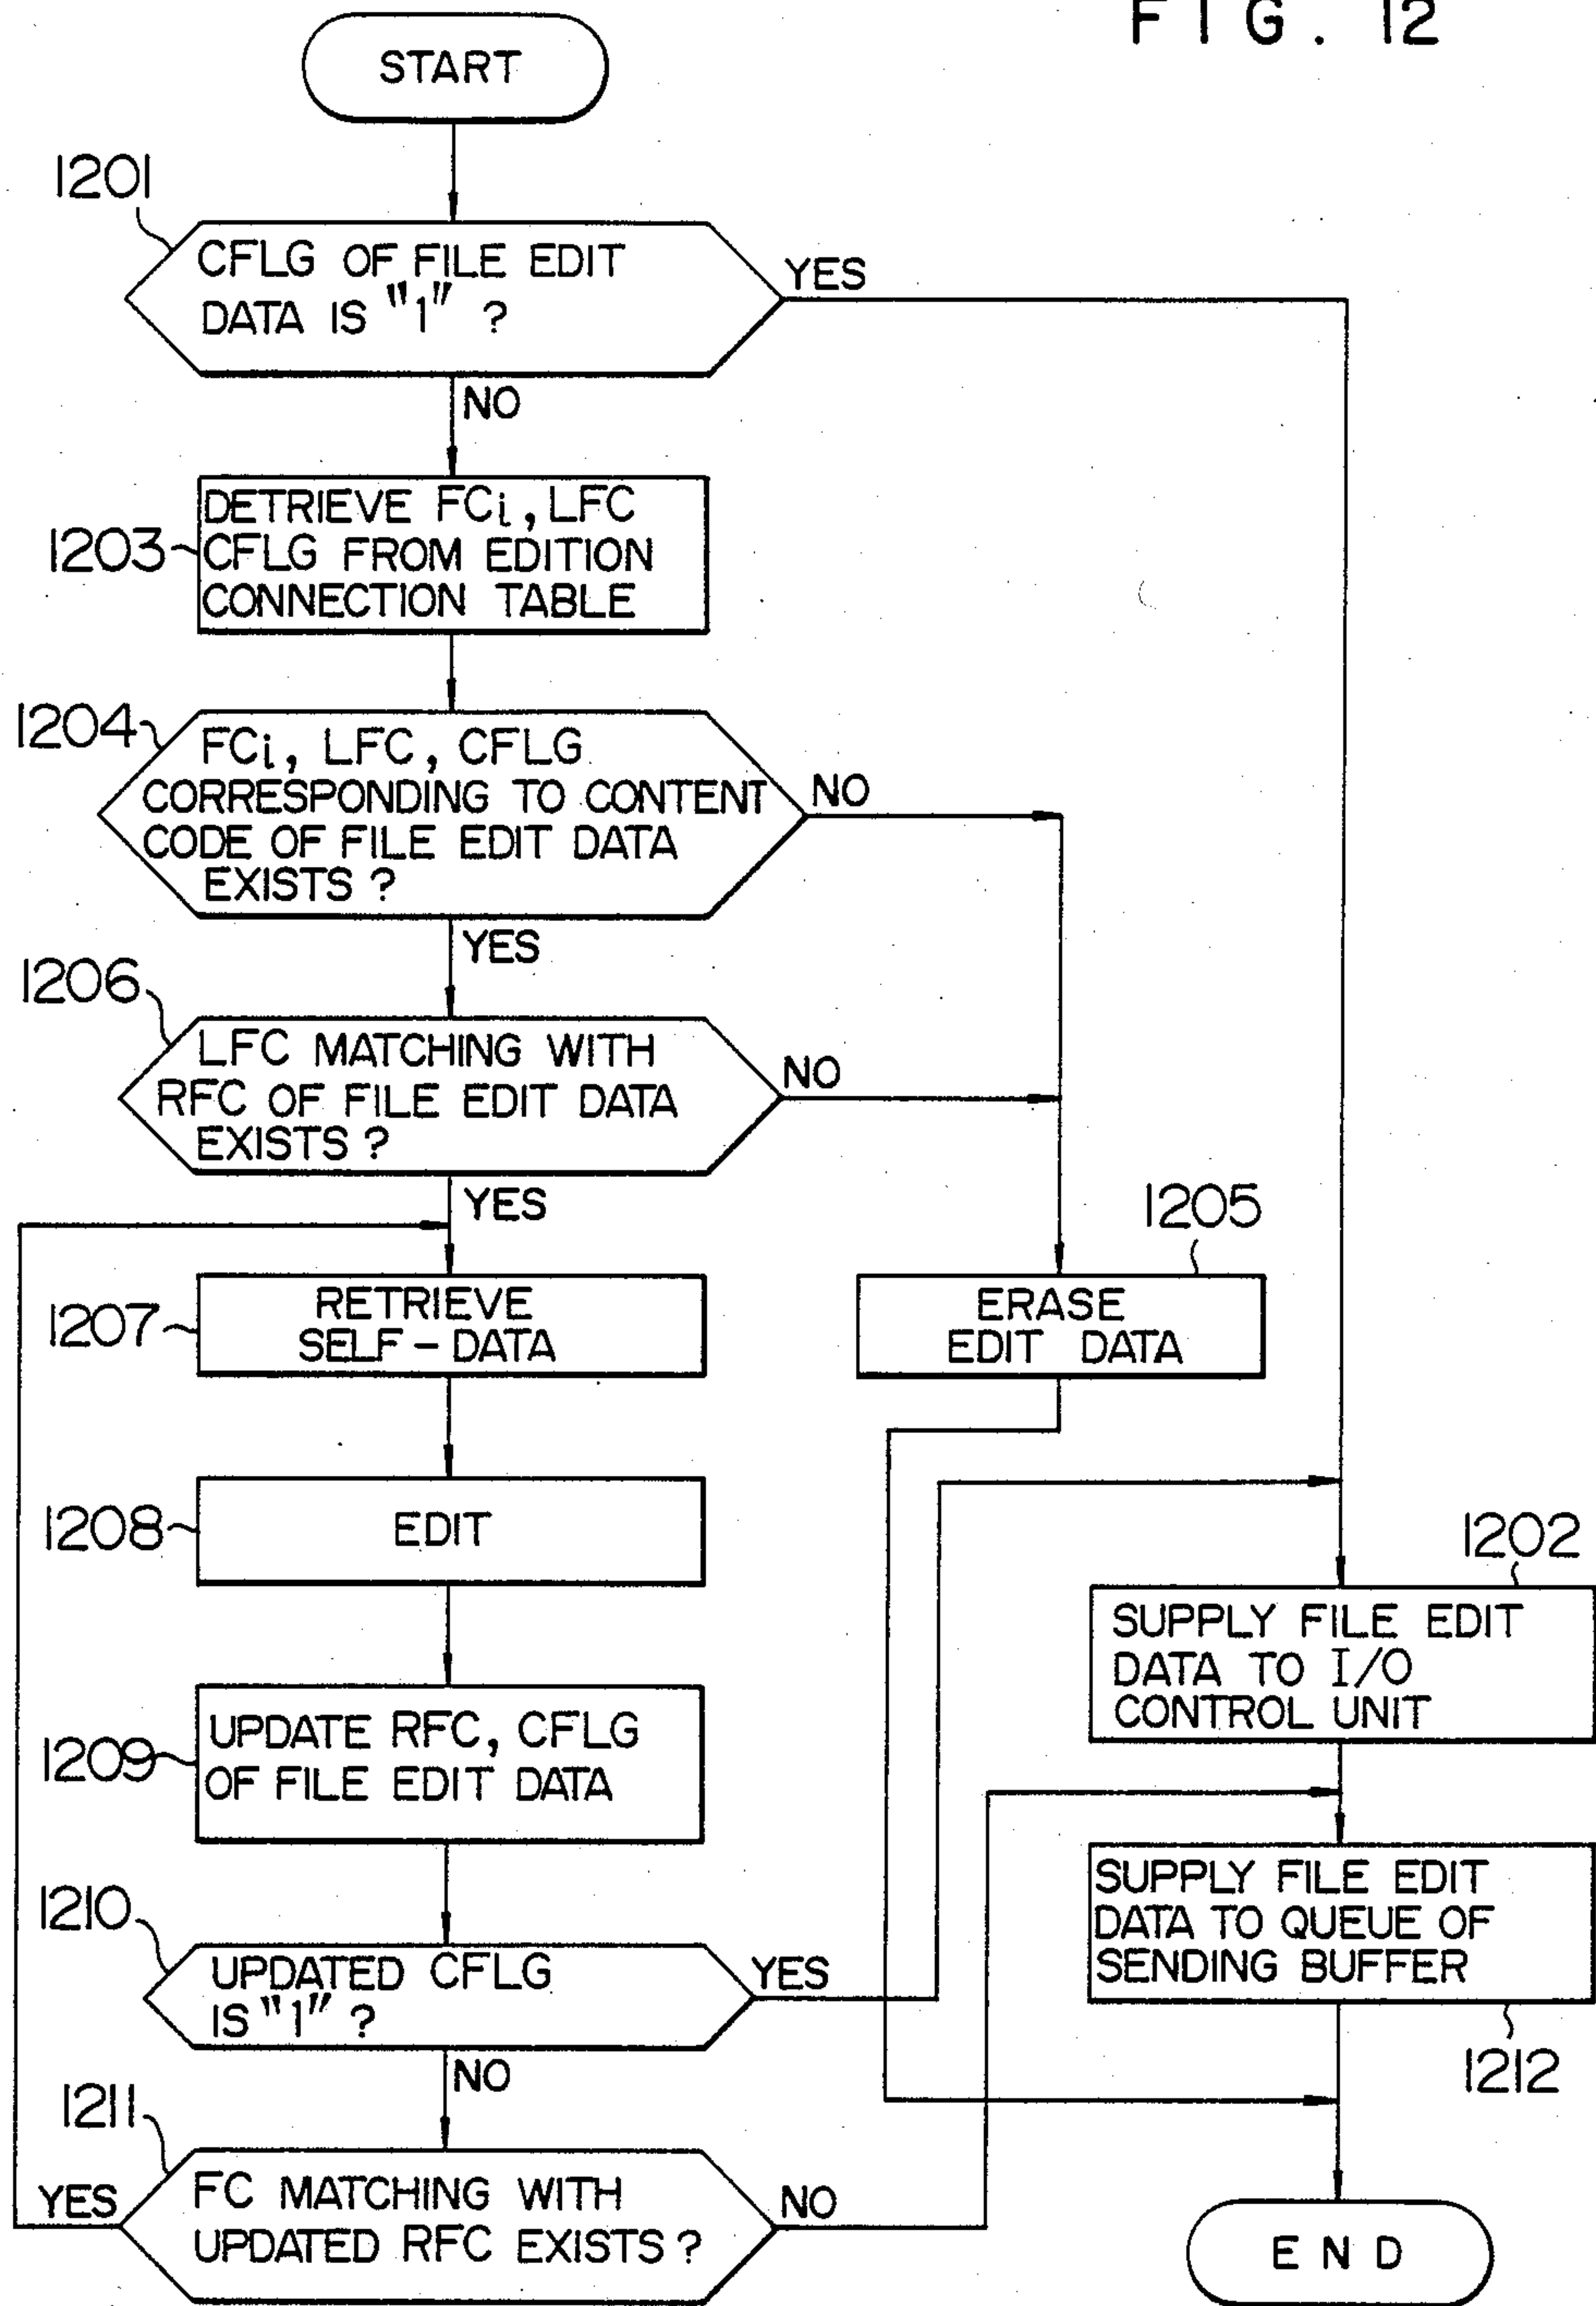 FIG. 12
START
1201
CFLG OF FILE EDIT
DATA IS "1" ?
YES
NO
1203
DETRIEVE FCi, LFC
CFLG FROM EDITION
CONNECTION TABLE
1204
FCi, LFC, CFLG
CORRESPONDING TO CONTENT
CODE OF FILE EDIT DATA
EXISTS ?
NO
YES
1206
LFC MATCHING WITH
RFC OF FILE EDIT DATA
EXISTS ?
NO
YES
1205
ERASE
EDIT DATA
1207
RETRIEVE
SELF-DATA
1208
EDIT
1202
SUPPLY FILE EDIT
DATA TO I/O
CONTROL UNIT
1209
UPDATE RFC, CFLG
OF FILE EDIT DATA
1210
UPDATED CFLG
IS "1" ?
YES
NO
SUPPLY FILE EDIT
DATA TO QUEUE OF
SENDING BUFFER
1212
1211
FC MATCHING WITH
UPDATED RFC EXISTS ?
YES
NO
END